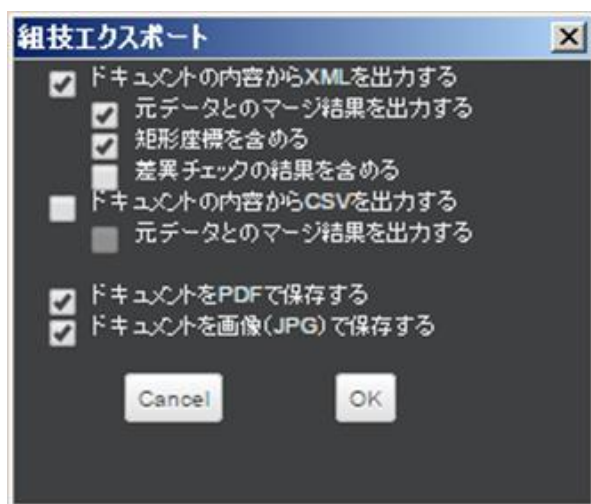 組技エクスポート
ドキュメントの内容からXMLを出力する
元データとのマージ結果を出力する
矩形座標を含める
差異チェックの結果を含める
ドキュメントの内容からCSVを出力する
元データとのマージ結果を出力する
ドキュメントをPDFで保存する
ドキュメントを画像(JPG)で保存する
Cancel OK